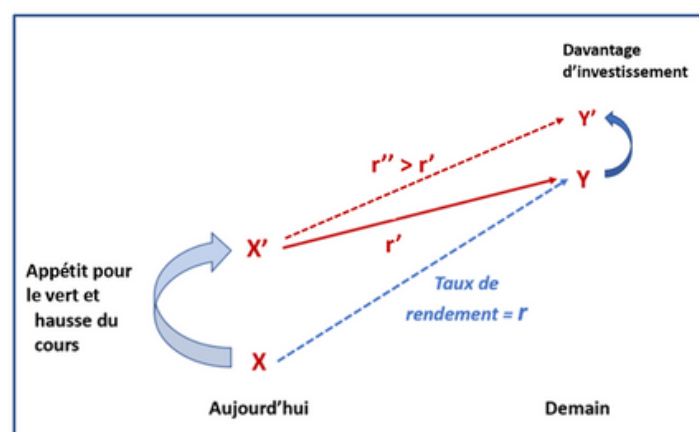 Davantage
d'investissement
Y'
r'' > r'
Y
X'
r'
Appétit pour
le vert et
hausse du
cours
Taux de
rendement = r
X
Aujourd'hui
Demain